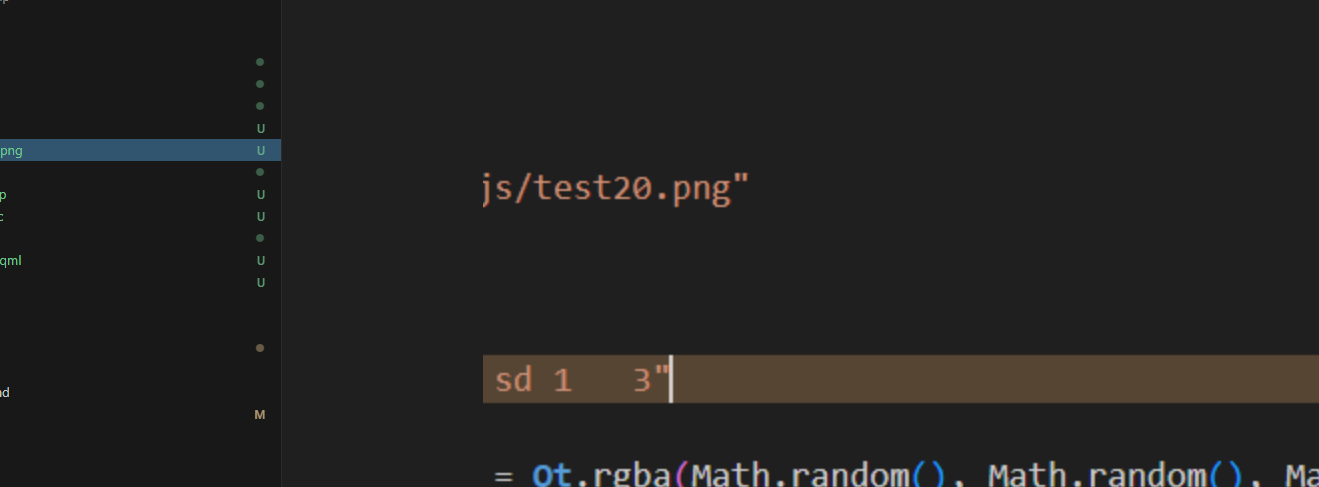 U
png U
p U
c U
qml U
U
nd
M
js/test20.png"
sd 1   3"
= Qt.rgba(Math.random(), Math.random(), Ma